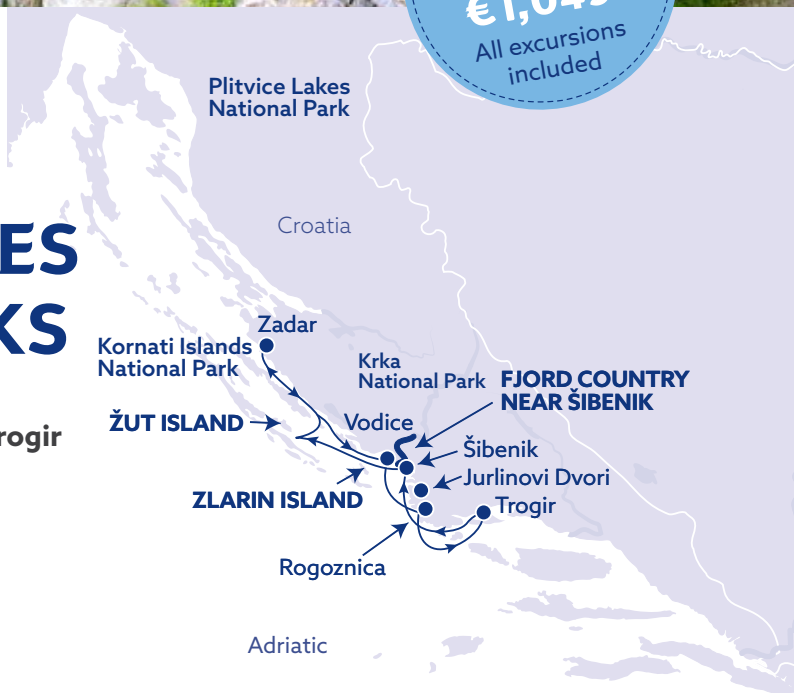 All excursions
included
Plitvice Lakes
National Park
Croatia
ES
KS
rogir
Zadar
Kornati Islands
National Park
Krka
National Park
FJORD COUNTRY
NEAR ŠIBENIK
ŽUT ISLAND
Vodice
Šibenik
Jurlinovi Dvori
ZLARIN ISLAND
Trogir
Rogoznica
Adriatic